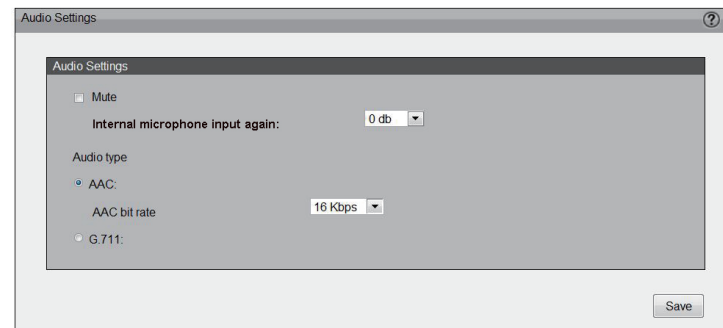 Audio Settings
?
Audio Settings
Mute
Internal microphone input again: 0 db
Audio type
AAC:
AAC bit rate 16 Kbps
G.711:
Save